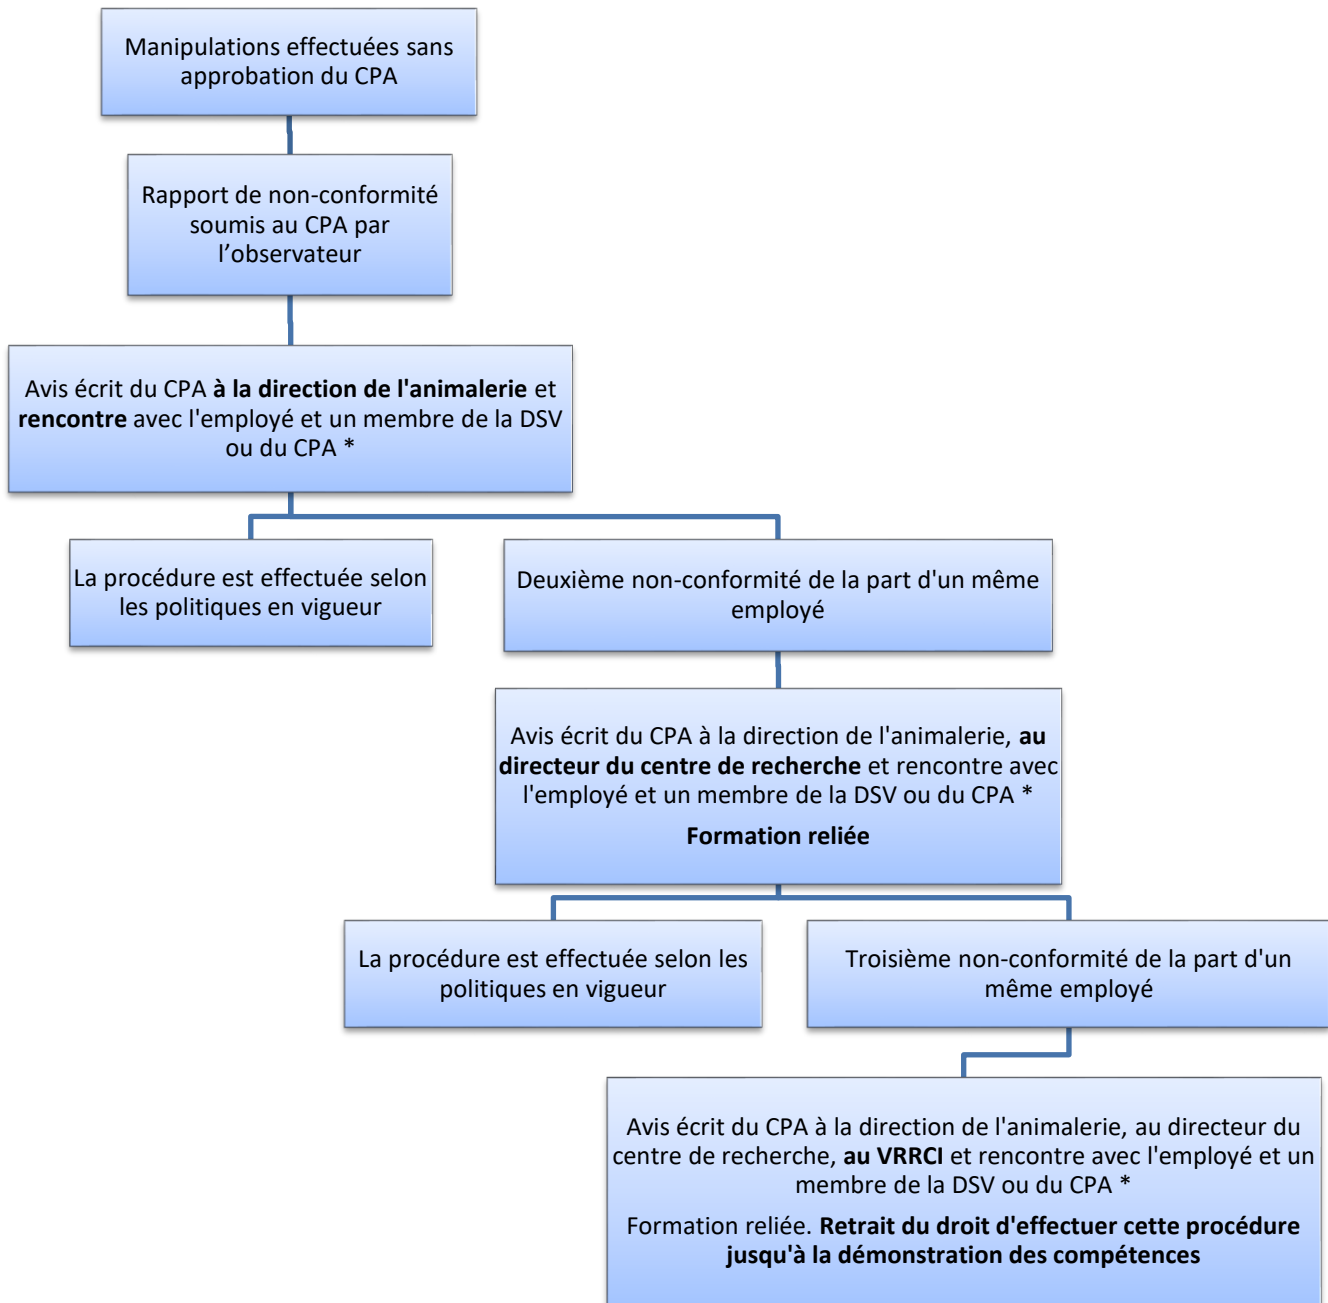 Manipulations effectuées sans
approbation du CPA
Rapport de non-conformité
soumis au CPA par
l’observateur
Avis écrit du CPA à la direction de l'animalerie et
rencontre avec l'employé et un membre de la DSV
ou du CPA *
La procédure est effectuée selon
les politiques en vigueur
Deuxième non-conformité de la part d'un même
employé
Avis écrit du CPA à la direction de l'animalerie, au
directeur du centre de recherche et rencontre avec
l'employé et un membre de la DSV ou du CPA *
Formation reliée
La procédure est effectuée selon les
politiques en vigueur
Troisième non-conformité de la part d'un
même employé
Avis écrit du CPA à la direction de l'animalerie, au directeur du
centre de recherche, au VRRCI et rencontre avec l'employé et un
membre de la DSV ou du CPA *
Formation reliée. Retrait du droit d'effectuer cette procédure
jusqu'à la démonstration des compétences